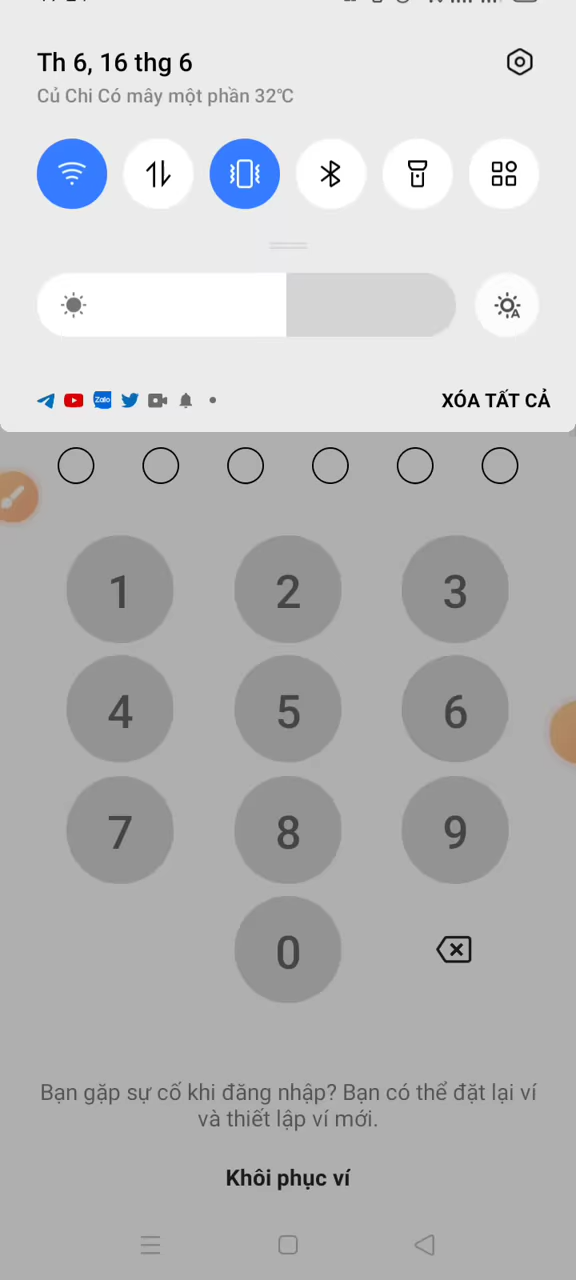 Th 6, 16 thg 6
Củ Chi Có mây một phần 32°C
A
Zalo
XÓA TẤT CẢ
1 2 3
4 5 6
7 8 9
0
Bạn gặp sự cố khi đăng nhập? Bạn có thể đặt lại ví
và thiết lập ví mới.
Khôi phục ví